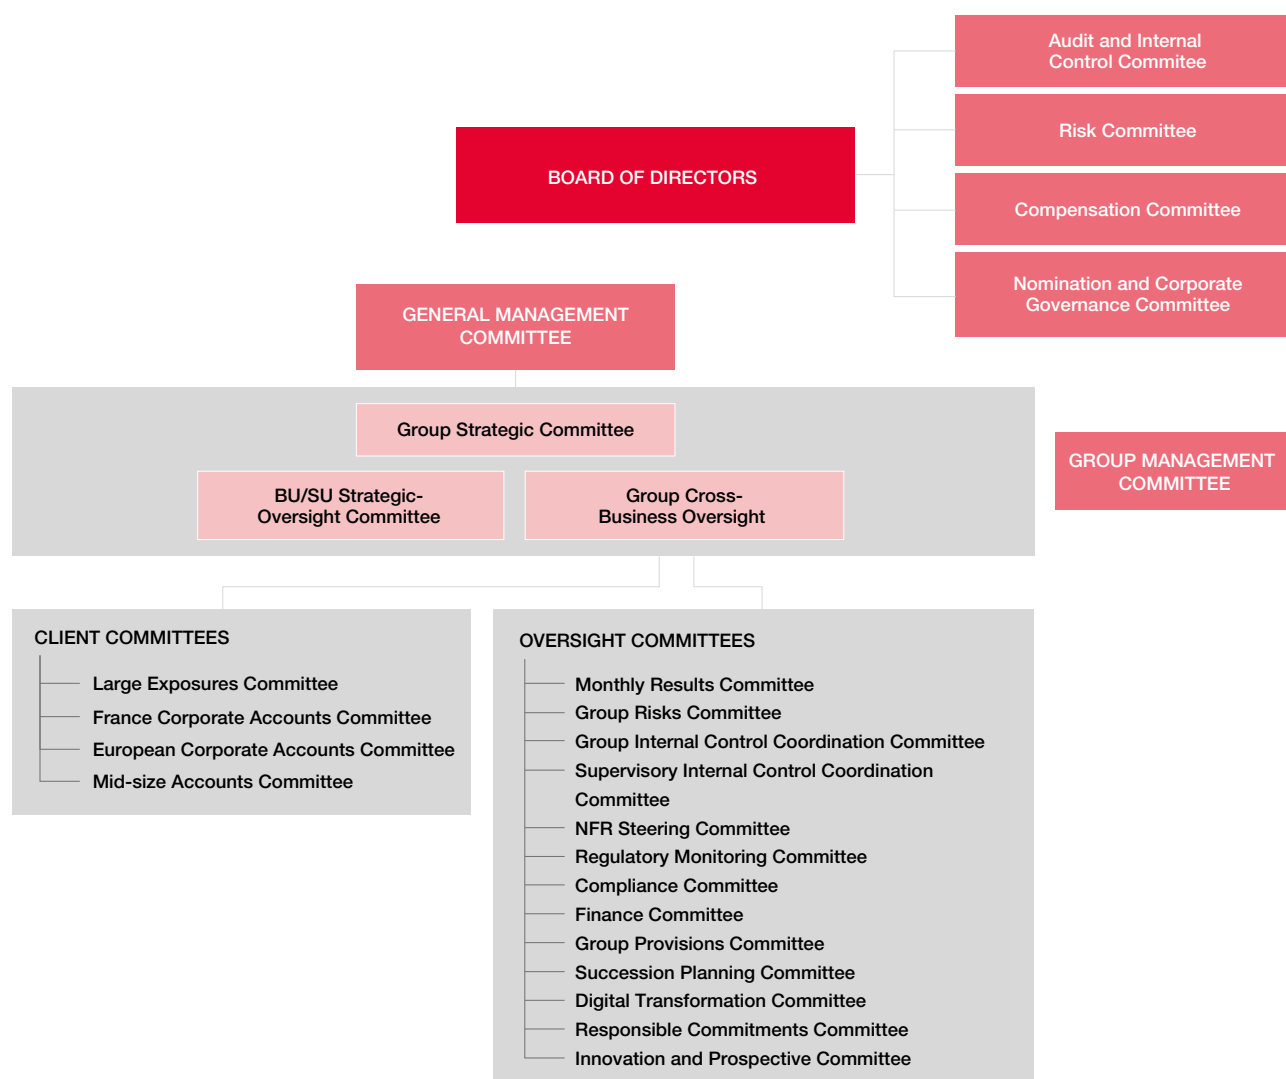 Audit and Internal
Control Commitee
Risk Committee
BOARD OF DIRECTORS
Compensation Committee
Nomination and Corporate
Governance Committee
GENERAL MANAGEMENT
COMMITTEE
Group Strategic Committee
GROUP MANAGEMENT
COMMITTEE
BU/SU Strategic-
Oversight Committee
Group Cross-
Business Oversight
CLIENT COMMITTEES
Large Exposures Committee
France Corporate Accounts Committee
European Corporate Accounts Committee
Mid-size Accounts Committee
OVERSIGHT COMMITTEES
Monthly Results Committee
Group Risks Committee
Group Internal Control Coordination Committee
Supervisory Internal Control Coordination
Committee
NFR Steering Committee
Regulatory Monitoring Committee
Compliance Committee
Finance Committee
Group Provisions Committee
Succession Planning Committee
Digital Transformation Committee
Responsible Commitments Committee
Innovation and Prospective Committee